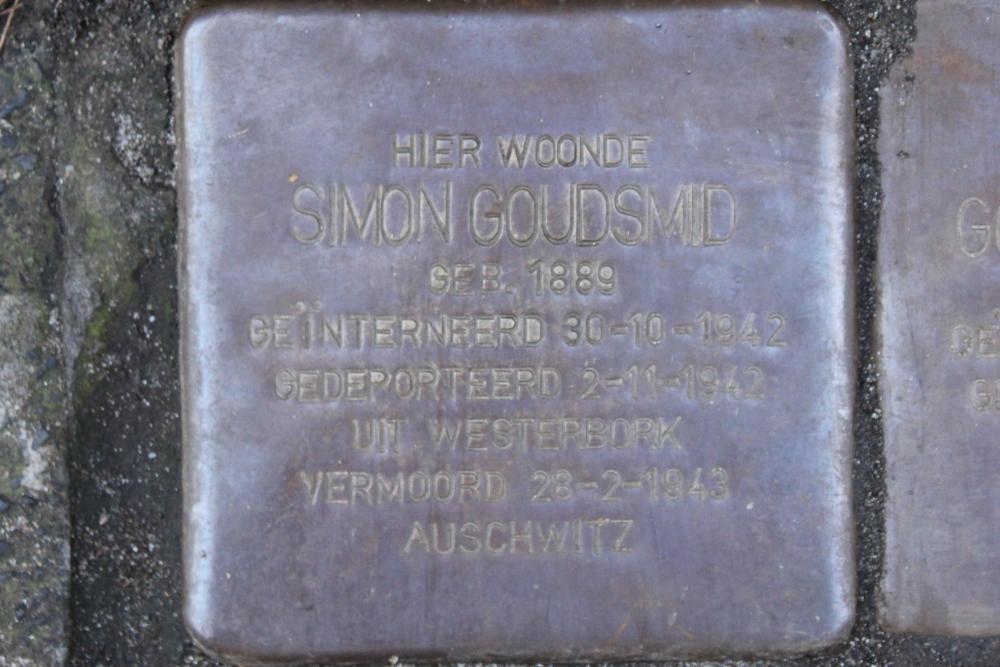 HIER WOONDE
SIMON GOUDSMID
GEB. 1889
GEÏNTERNEERD 30-10-1942
GEDEPORTEERD 2-11-1942
UIT WESTERBORK
VERMOORD 28-2-1943
AUSCHWITZ